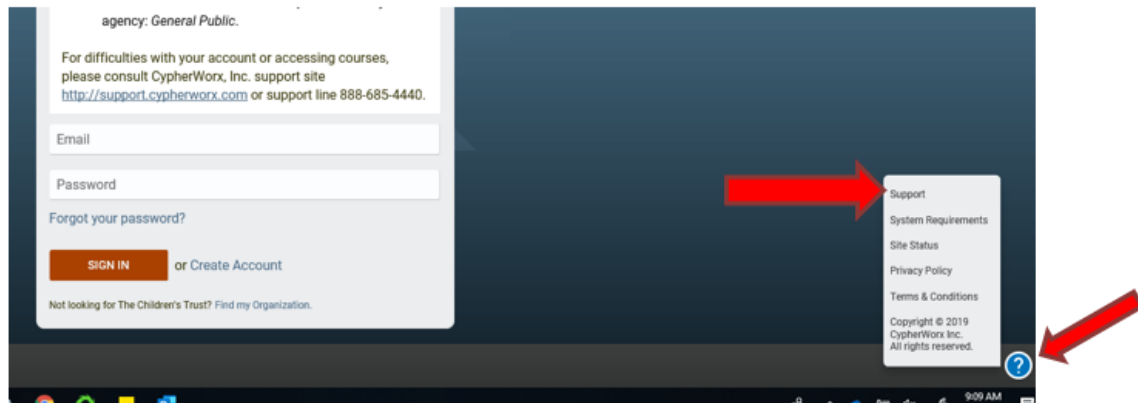 agency: General Public.
For difficulties with your account or accessing courses,
please consult CypherWorx, Inc. support site
http://support.cypherworx.com or support line 888-685-4440.
Email
Password
Forgot your password?
SIGN IN or Create Account
Not looking for The Children's Trust? Find my Organization.
Support
System Requirements
Site Status
Privacy Policy
Terms & Conditions
Copyright © 2019
CypherWorx Inc.
All rights reserved.
?
9:09 AM